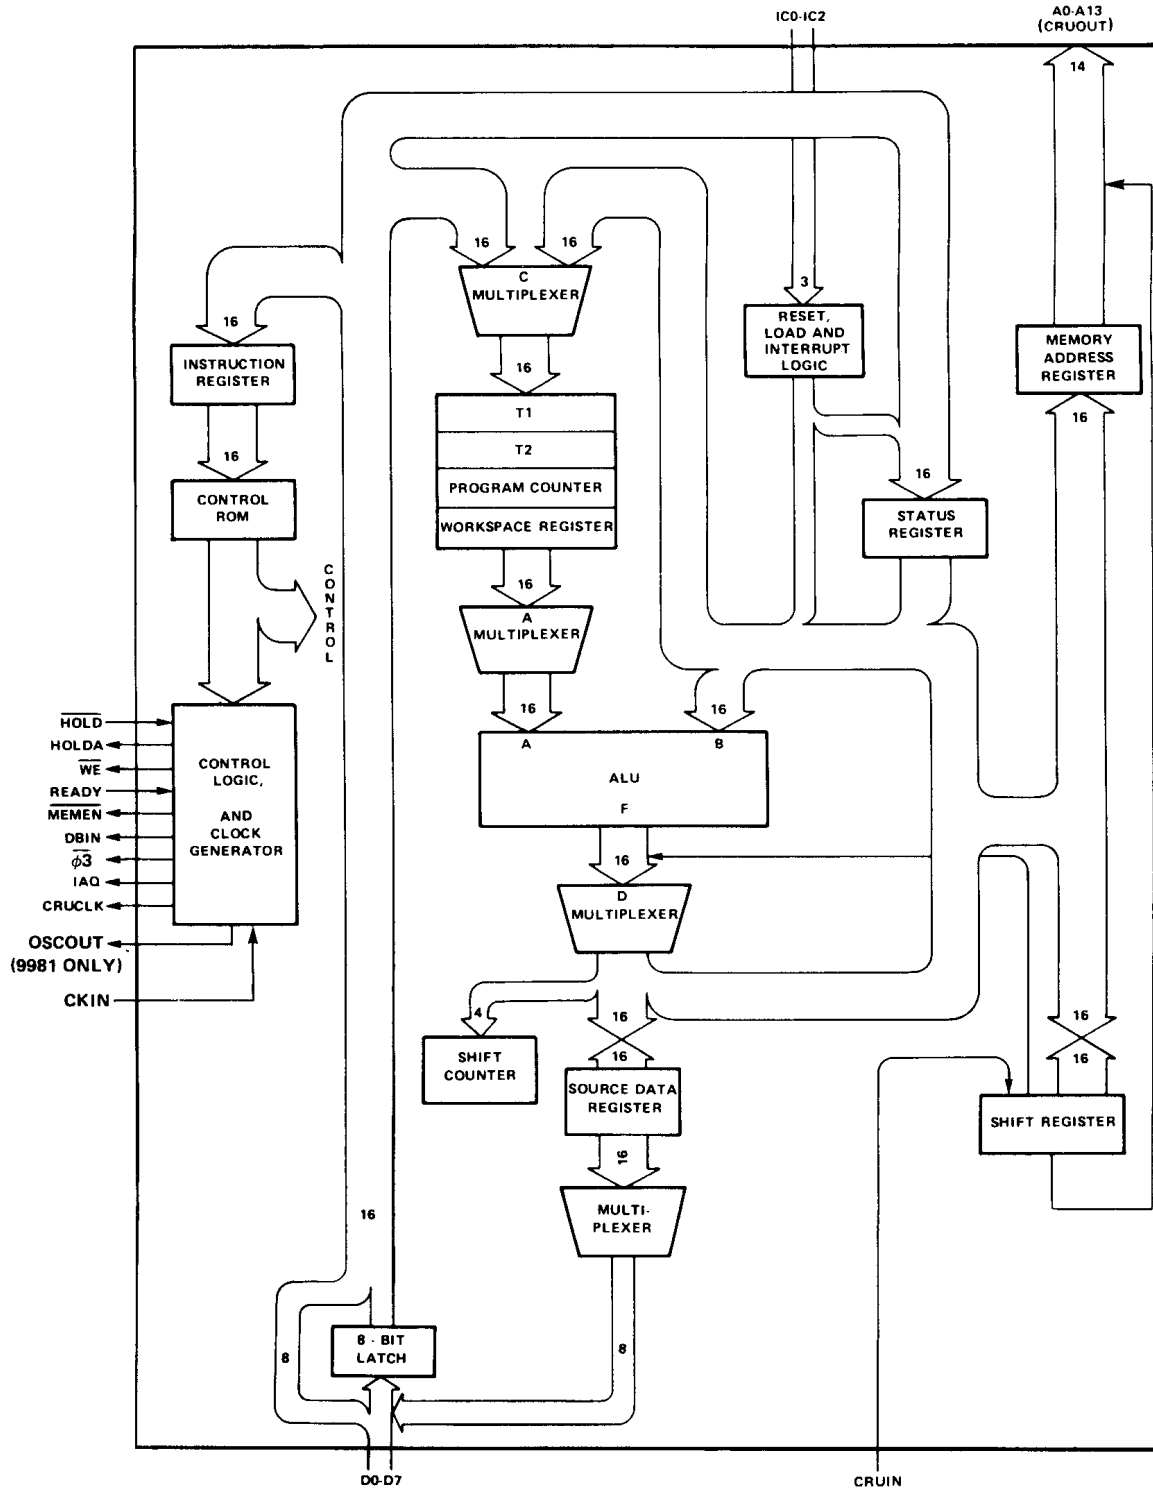 IC0-IC2
A0-A13
(CRUOUT)
14
16
16
C
MULTIPLEXER
3
RESET,
LOAD AND
INTERRUPT
LOGIC
MEMORY
ADDRESS
REGISTER
16
16
INSTRUCTION
REGISTER
16
T1
T2
PROGRAM COUNTER
WORKSPACE REGISTER
16
CONTROL
ROM
16
STATUS
REGISTER
CONTROL
16
A
MULTIPLEXER
16
16
A
B
ALU
F
HOLD
HOLDA
WE
READY
MEMEN
DBIN
ϕ3
IAQ
CRUCLK
OSCOUT
(9981 ONLY)
CKIN
CONTROL
LOGIC,
AND
CLOCK
GENERATOR
16
D
MULTIPLEXER
4
SHIFT
COUNTER
16
16
SOURCE DATA
REGISTER
16
MULTI-
PLEXER
16
16
SHIFT REGISTER
16
8
8 - BIT
LATCH
8
D0-D7
CRUIN